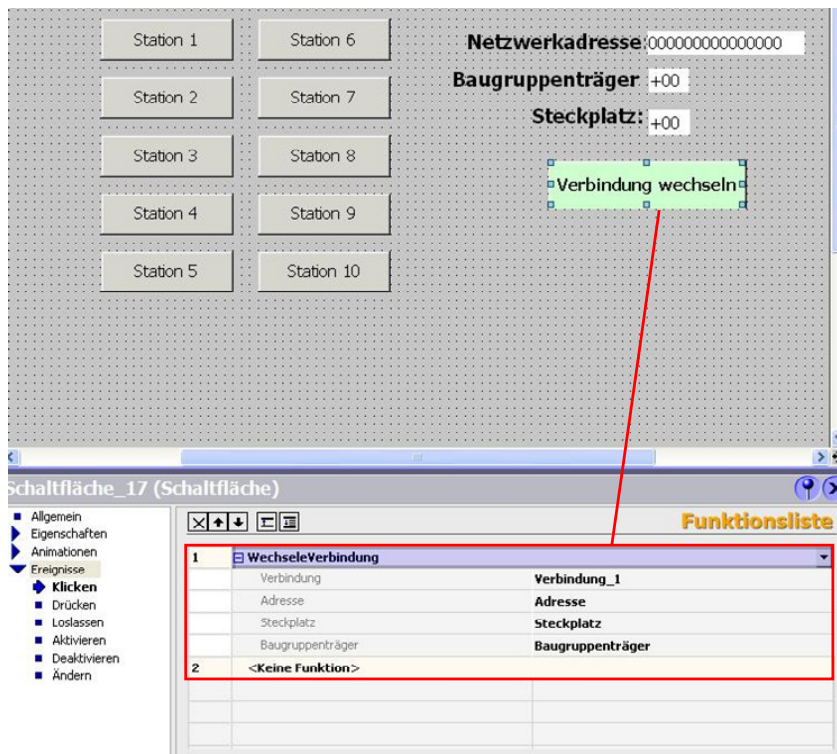 Station 1
Station 6
Netzwerkadresse:000000000000000
Station 2
Station 7
Baugruppenträger +00
Steckplatz: +00
Station 3
Station 8
Verbindung wechseln
Station 4
Station 9
Station 5
Station 10
Schaltfläche_17 (Schaltfläche)
Allgemein
Eigenschaften
Animationen
Ereignisse
Klicken
Drücken
Loslassen
Aktivieren
Deaktivieren
Ändern
Funktionsliste
1 WechseleVerbindung
Verbindung Verbindung_1
Adresse Adresse
Steckplatz Steckplatz
Baugruppenträger Baugruppenträger
2 <Keine Funktion>